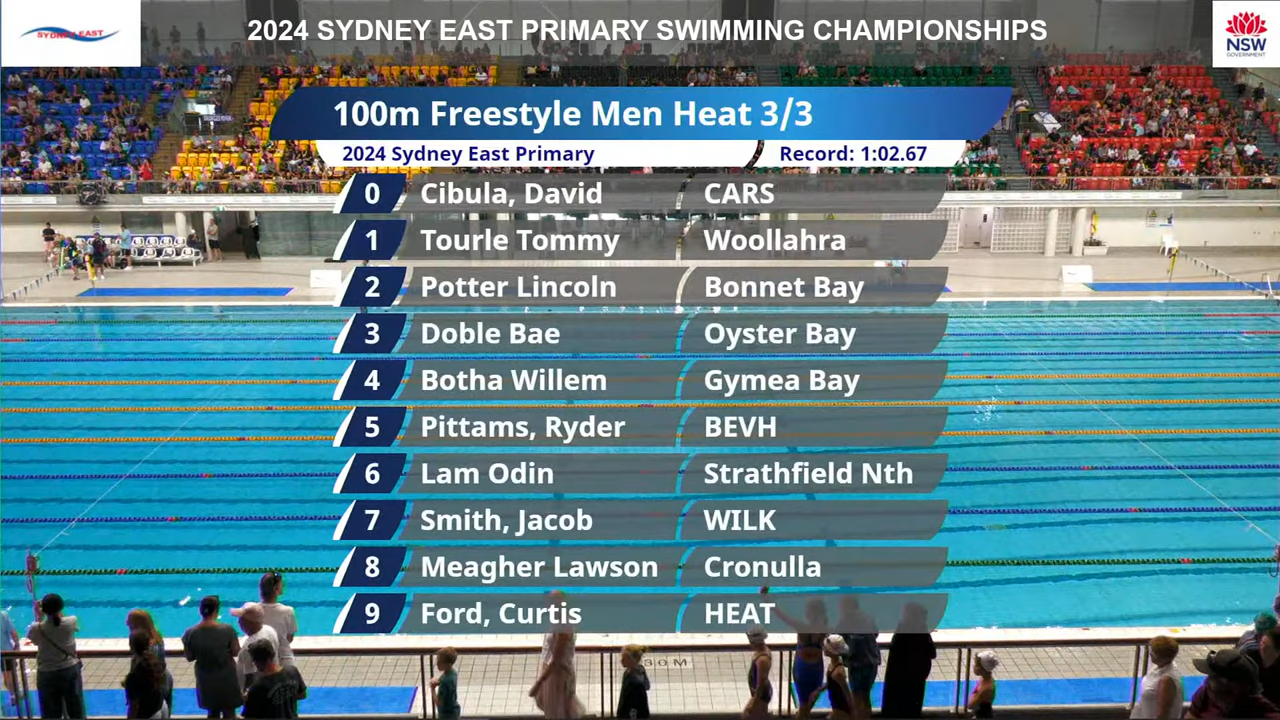 SYDNEY EAST
2024 SYDNEY EAST PRIMARY SWIMMING CHAMPIONSHIPS
NSW
GOVERNMENT
100m Freestyle Men Heat 3/3
2024 Sydney East Primary Record: 1:02.67
0 Cibula, David CARS
1 Tourle Tommy Woollahra
2 Potter Lincoln Bonnet Bay
3 Doble Bae Oyster Bay
4 Botha Willem Gymea Bay
5 Pittams, Ryder BEVH
6 Lam Odin Strathfield Nth
7 Smith, Jacob WILK
8 Meagher Lawson Cronulla
9 Ford, Curtis HEAT
30 M